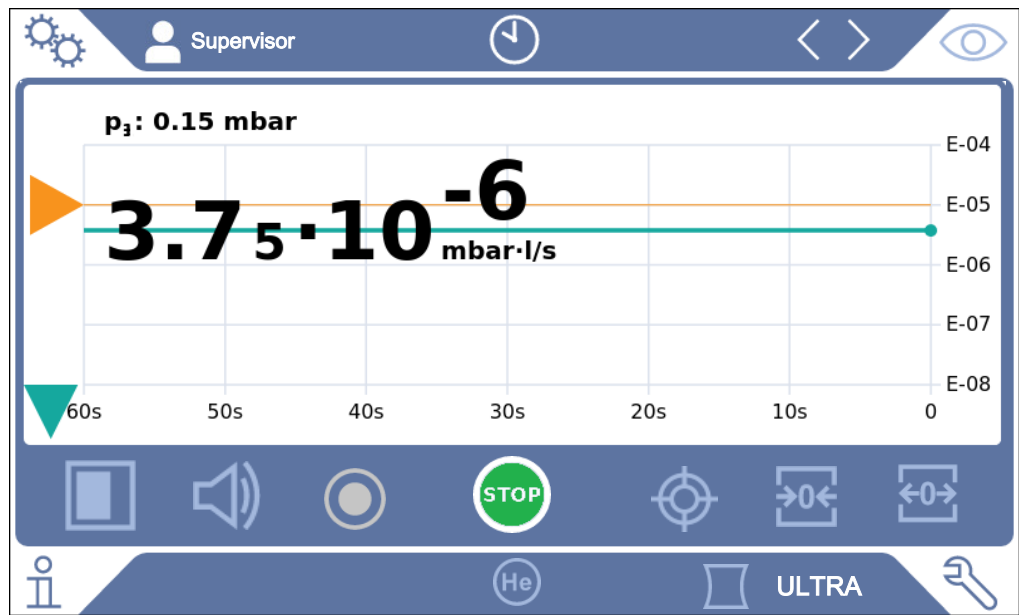 Supervisor
p₃: 0.15 mbar
3.75·10⁻⁶ mbar·l/s
E-04
E-05
E-06
E-07
E-08
60s 50s 40s 30s 20s 10s 0
STOP
→0←
←0→
He
ULTRA